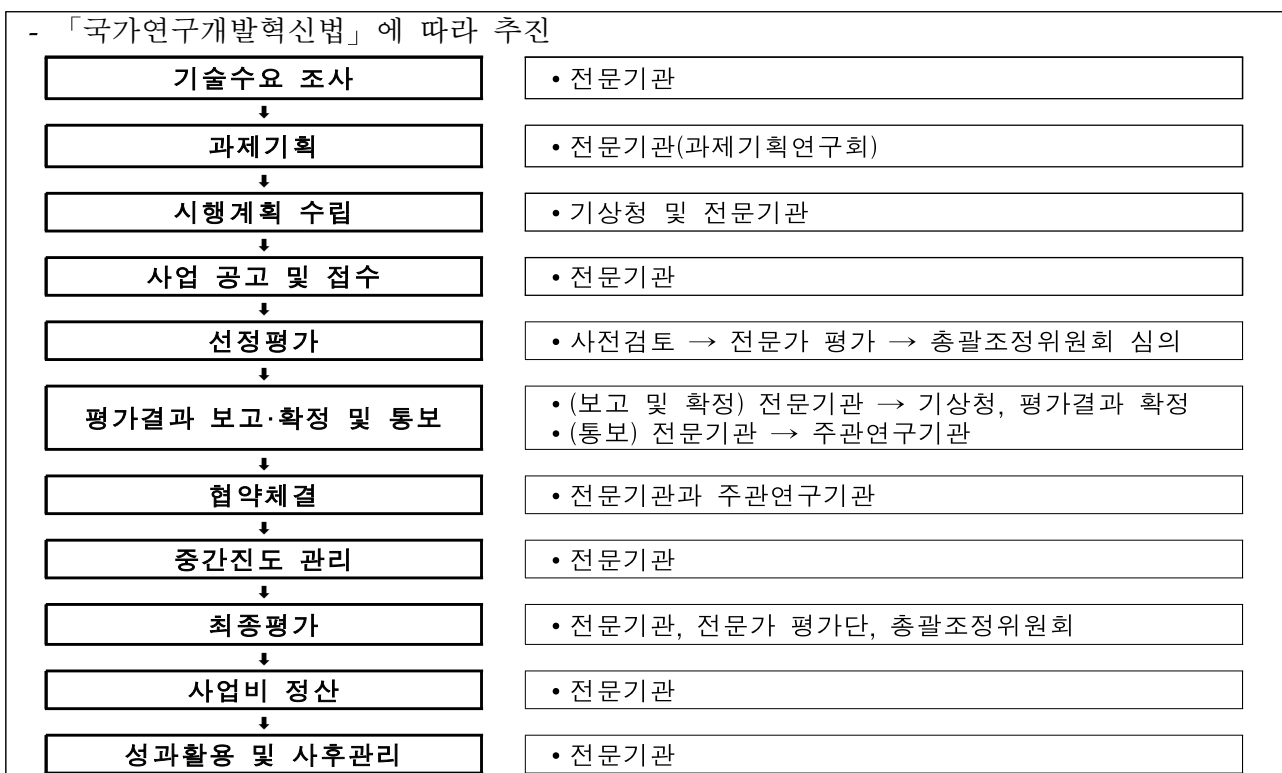 - 「국가연구개발혁신법」에 따라 추진
기술수요 조사
• 전문기관
⬇
과제기획
• 전문기관(과제기획연구회)
⬇
시행계획 수립
• 기상청 및 전문기관
⬇
사업 공고 및 접수
• 전문기관
⬇
선정평가
• 사전검토 → 전문가 평가 → 총괄조정위원회 심의
⬇
평가결과 보고·확정 및 통보
• (보고 및 확정) 전문기관 → 기상청, 평가결과 확정
• (통보) 전문기관 → 주관연구기관
⬇
협약체결
• 전문기관과 주관연구기관
⬇
중간진도 관리
• 전문기관
⬇
최종평가
• 전문기관, 전문가 평가단, 총괄조정위원회
⬇
사업비 정산
• 전문기관
⬇
성과활용 및 사후관리
• 전문기관